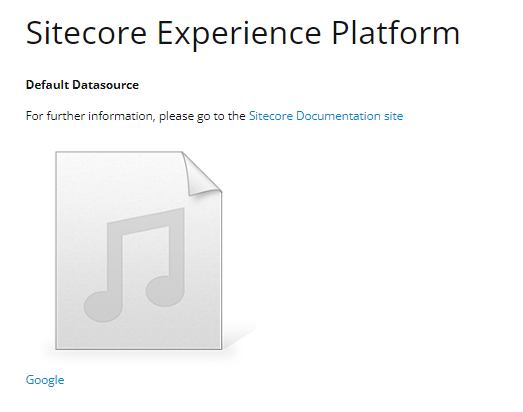 Sitecore Experience Platform
Default Datasource
For further information, please go to the Sitecore Documentation site
Google